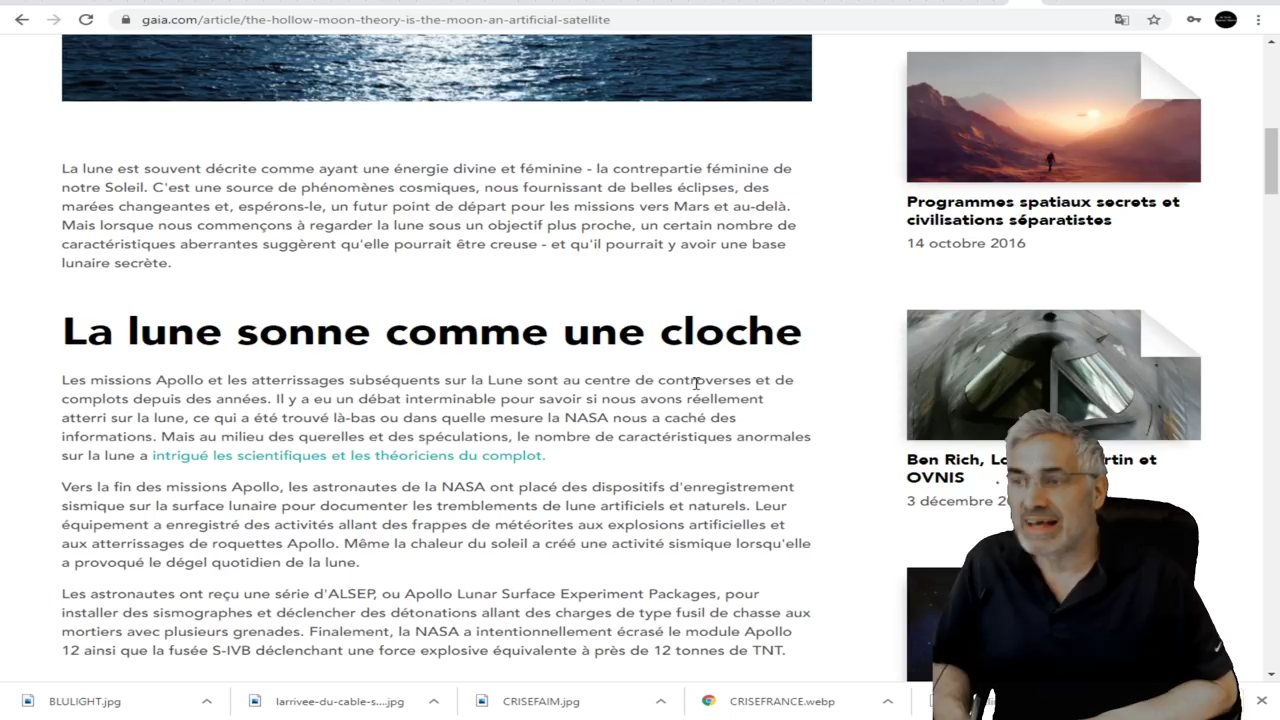 gaia.com/article/the-hollow-moon-theory-is-the-moon-an-artificial-satellite
La lune est souvent décrite comme ayant une énergie divine et féminine - la contrepartie féminine de
notre Soleil. C'est une source de phénomènes cosmiques, nous fournissant de belles éclipses, des
marées changeantes et, espérons-le, un futur point de départ pour les missions vers Mars et au-delà.
Mais lorsque nous commençons à regarder la lune sous un objectif plus proche, un certain nombre de
caractéristiques aberrantes suggèrent qu'elle pourrait être creuse - et qu'il pourrait y avoir une base
lunaire secrète.
La lune sonne comme une cloche
Les missions Apollo et les atterrissages subséquents sur la Lune sont au centre de controverses et de
complots depuis des années. Il y a eu un débat interminable pour savoir si nous avons réellement
atterri sur la lune, ce qui a été trouvé là-bas ou dans quelle mesure la NASA nous a caché des
informations. Mais au milieu des querelles et des spéculations, le nombre de caractéristiques anormales
sur la lune a intrigué les scientifiques et les théoriciens du complot.
Vers la fin des missions Apollo, les astronautes de la NASA ont placé des dispositifs d'enregistrement
sismique sur la surface lunaire pour documenter les tremblements de lune artificiels et naturels. Leur
équipement a enregistré des activités allant des frappes de météorites aux explosions artificielles et
aux atterrissages de roquettes Apollo. Même la chaleur du soleil a créé une activité sismique lorsqu'elle
a provoqué le dégel quotidien de la lune.
Les astronautes ont reçu une série d'ALSEP, ou Apollo Lunar Surface Experiment Packages, pour
installer des sismographes et déclencher des détonations allant des charges de type fusil de chasse aux
mortiers avec plusieurs grenades. Finalement, la NASA a intentionnellement écrasé le module Apollo
12 ainsi que la fusée S-IVB déclenchant une force explosive équivalente à près de 12 tonnes de TNT.
Programmes spatiaux secrets et
civilisations séparatistes
14 octobre 2016
Ben Rich, et
OVNIS
3
BLULIGHT.jpg
larrivee-du-cable-s....jpg
CRISEFAIM.jpg
CRISEFRANCE.webp